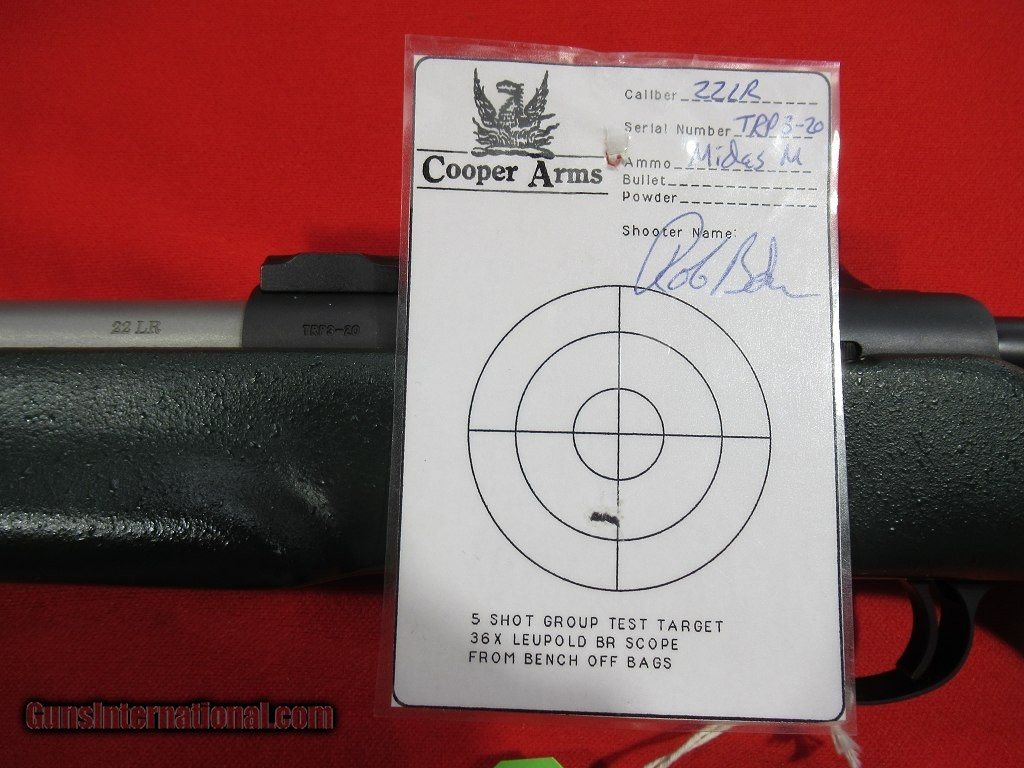 Cooper Arms
Caliber 22LR
Serial Number TRP3-20
Ammo Midas M
Bullet
Powder
Shooter Name:
22 LR
TRP3-20
5 SHOT GROUP TEST TARGET
36X LEUPOLD BR SCOPE
FROM BENCH OFF BAGS
GunsInternational.com